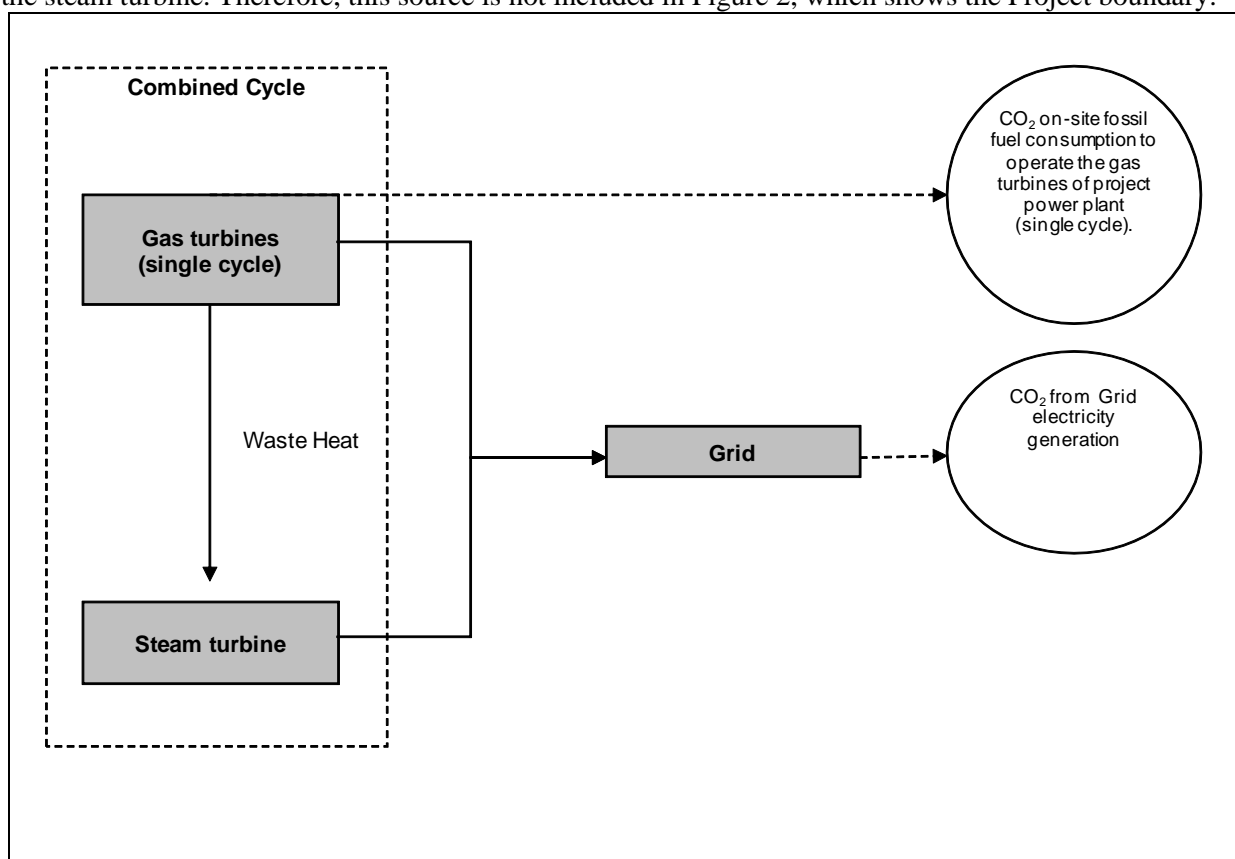 the steam turbine. Therefore, this source is not included in Figure 2, which shows the Project boundary.
Combined Cycle
CO₂ on-site fossil
fuel consumption to
operate the gas
turbines of project
power plant
(single cycle).
Gas turbines
(single cycle)
Waste Heat
Grid
CO₂ from Grid
electricity
generation
Steam turbine